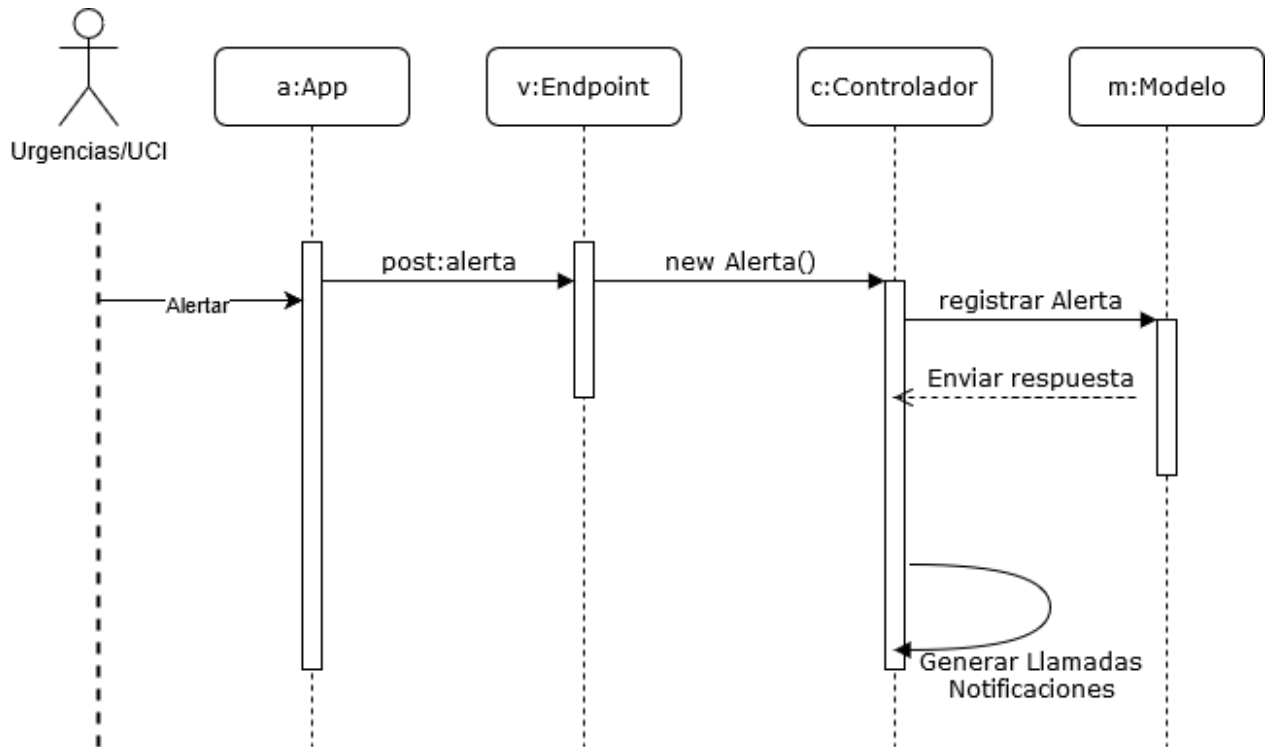 Urgencias/UCI
a:App
v:Endpoint
c:Controlador
m:Modelo
Alertar
post:alerta
new Alerta()
registrar Alerta
Enviar respuesta
Generar Llamadas
Notificaciones